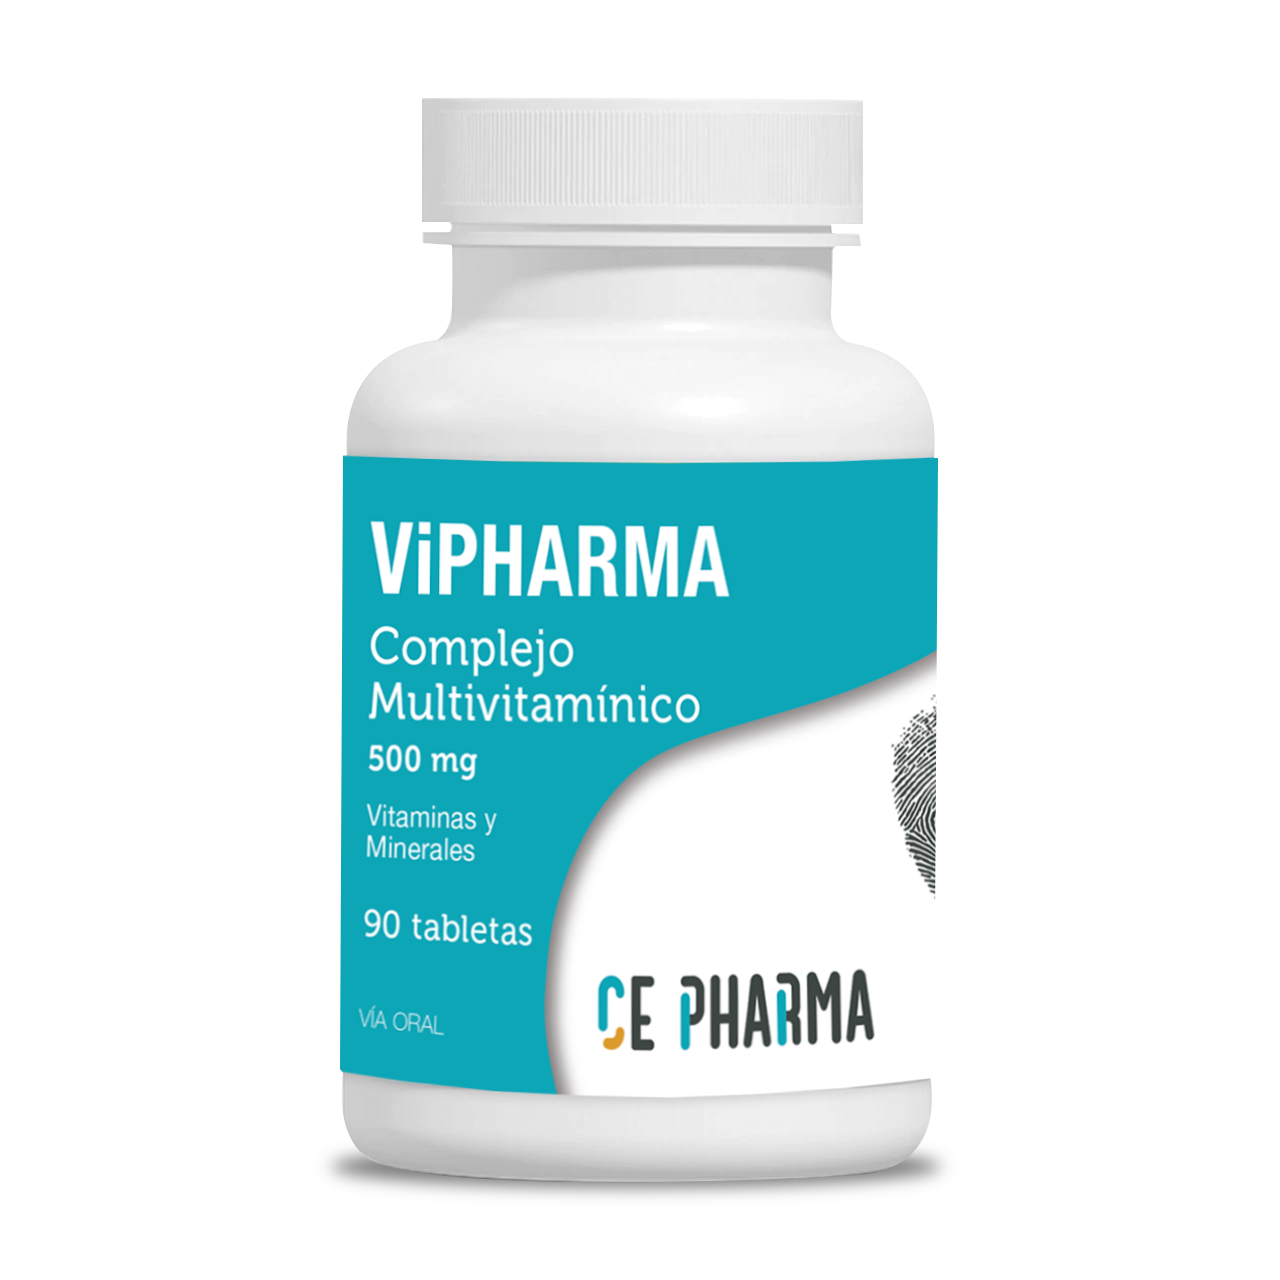 ViPHARMA
Complejo
Multivitamínico
500 mg
Vitaminas y
Minerales
90 tabletas
VÍA ORAL
CE PHARMA